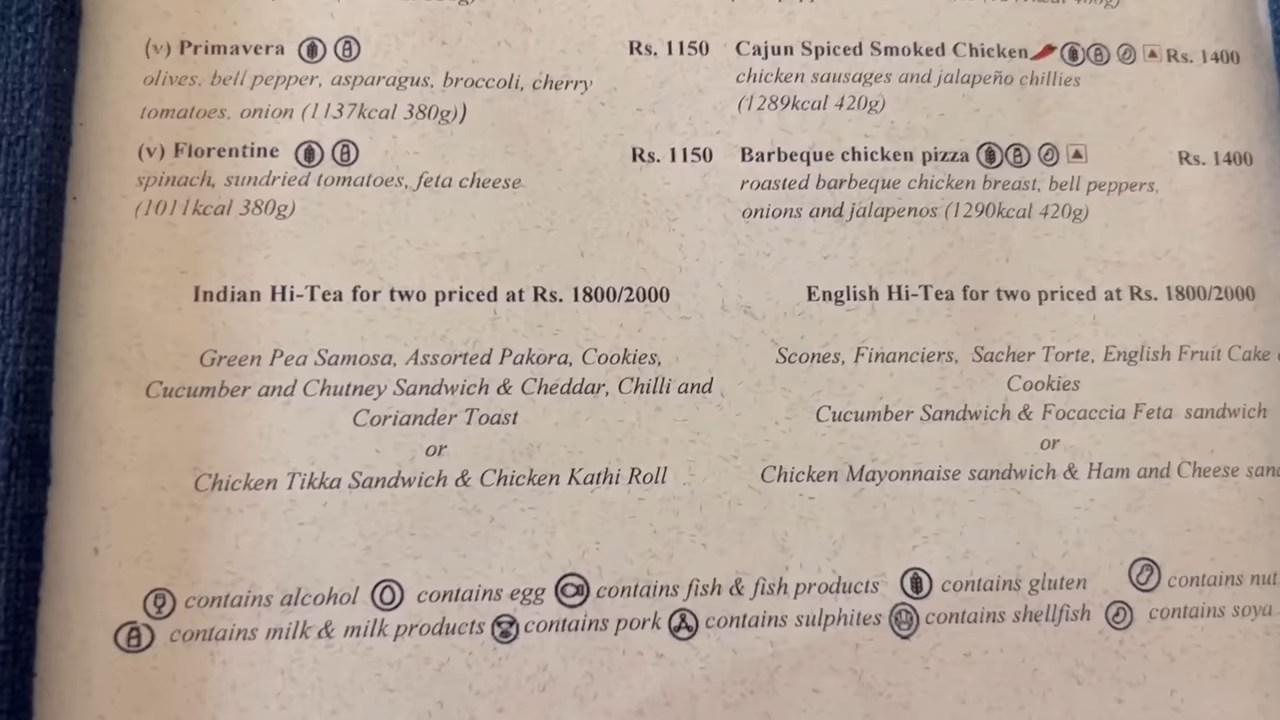 (v) Primavera Rs. 1150
olives, bell pepper, asparagus, broccoli, cherry
tomatoes, onion (1137kcal 380g))
(v) Florentine Rs. 1150
spinach, sundried tomatoes, feta cheese
(1011kcal 380g)
Cajun Spiced Smoked Chicken Rs. 1400
chicken sausages and jalapeño chillies
(1289kcal 420g)
Barbeque chicken pizza Rs. 1400
roasted barbeque chicken breast, bell peppers,
onions and jalapenos (1290kcal 420g)
Indian Hi-Tea for two priced at Rs. 1800/2000
Green Pea Samosa, Assorted Pakora, Cookies,
Cucumber and Chutney Sandwich & Cheddar, Chilli and
Coriander Toast
or
Chicken Tikka Sandwich & Chicken Kathi Roll
English Hi-Tea for two priced at Rs. 1800/2000
Scones, Financiers, Sacher Torte, English Fruit Cake
Cookies
Cucumber Sandwich & Focaccia Feta sandwich
or
Chicken Mayonnaise sandwich & Ham and Cheese
contains alcohol contains egg contains fish & fish products contains gluten contains nut
contains milk & milk products contains pork contains sulphites contains shellfish contains soya